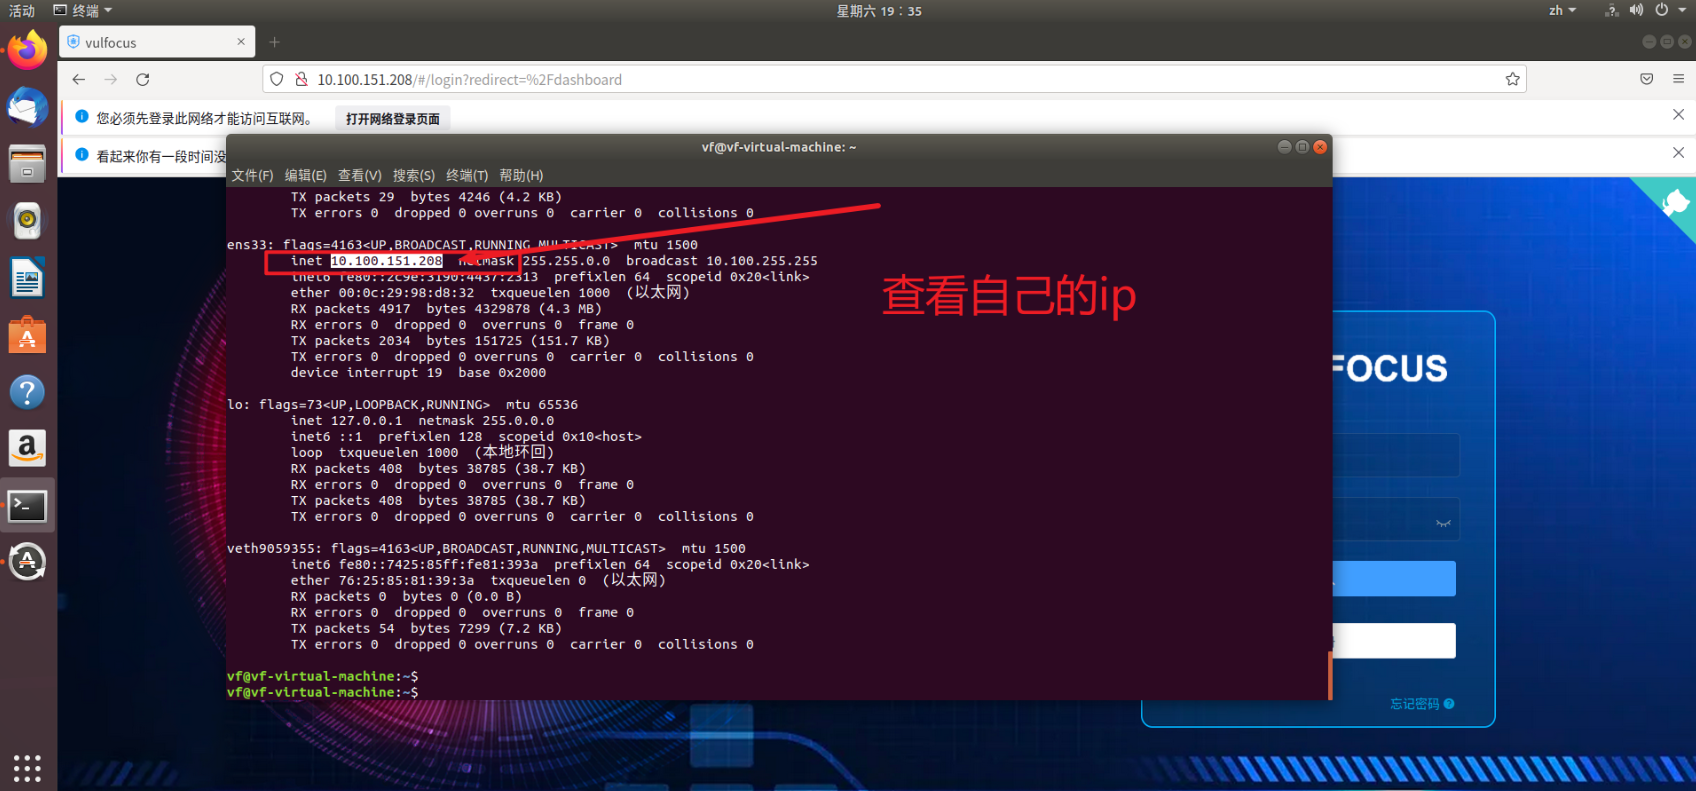 活动 终端 星期六 19：35 zh
vulfocus
10.100.151.208/#/login?redirect=%2Fdashboard
您必须先登录此网络才能访问互联网。 打开网络登录页面
看起来你有一段时间没
vf@vf-virtual-machine: ~
文件(F) 编辑(E) 查看(V) 搜索(S) 终端(T) 帮助(H)
TX packets 29 bytes 4246 (4.2 KB)
TX errors 0 dropped 0 overruns 0 carrier 0 collisions 0
ens33: flags=4163<UP,BROADCAST,RUNNING,MULTICAST> mtu 1500
inet 10.100.151.208 netmask 255.255.0.0 broadcast 10.100.255.255
inet6 fe80::2c9e:3190:4437:2313 prefixlen 64 scopeid 0x20<link>
ether 00:0c:29:98:d8:32 txqueuelen 1000 (以太网)
查看自己的ip
RX packets 4917 bytes 4329878 (4.3 MB)
RX errors 0 dropped 0 overruns 0 frame 0
TX packets 2034 bytes 151725 (151.7 KB)
TX errors 0 dropped 0 overruns 0 carrier 0 collisions 0
device interrupt 19 base 0x2000
FOCUS
lo: flags=73<UP,LOOPBACK,RUNNING> mtu 65536
inet 127.0.0.1 netmask 255.0.0.0
inet6 ::1 prefixlen 128 scopeid 0x10<host>
loop txqueuelen 1000 (本地环回)
RX packets 408 bytes 38785 (38.7 KB)
RX errors 0 dropped 0 overruns 0 frame 0
TX packets 408 bytes 38785 (38.7 KB)
TX errors 0 dropped 0 overruns 0 carrier 0 collisions 0
veth9059355: flags=4163<UP,BROADCAST,RUNNING,MULTICAST> mtu 1500
inet6 fe80::7425:85ff:fe81:393a prefixlen 64 scopeid 0x20<link>
ether 76:25:85:81:39:3a txqueuelen 0 (以太网)
RX packets 0 bytes 0 (0.0 B)
RX errors 0 dropped 0 overruns 0 frame 0
TX packets 54 bytes 7299 (7.2 KB)
TX errors 0 dropped 0 overruns 0 carrier 0 collisions 0
vf@vf-virtual-machine:~$
vf@vf-virtual-machine:~$
忘记密码